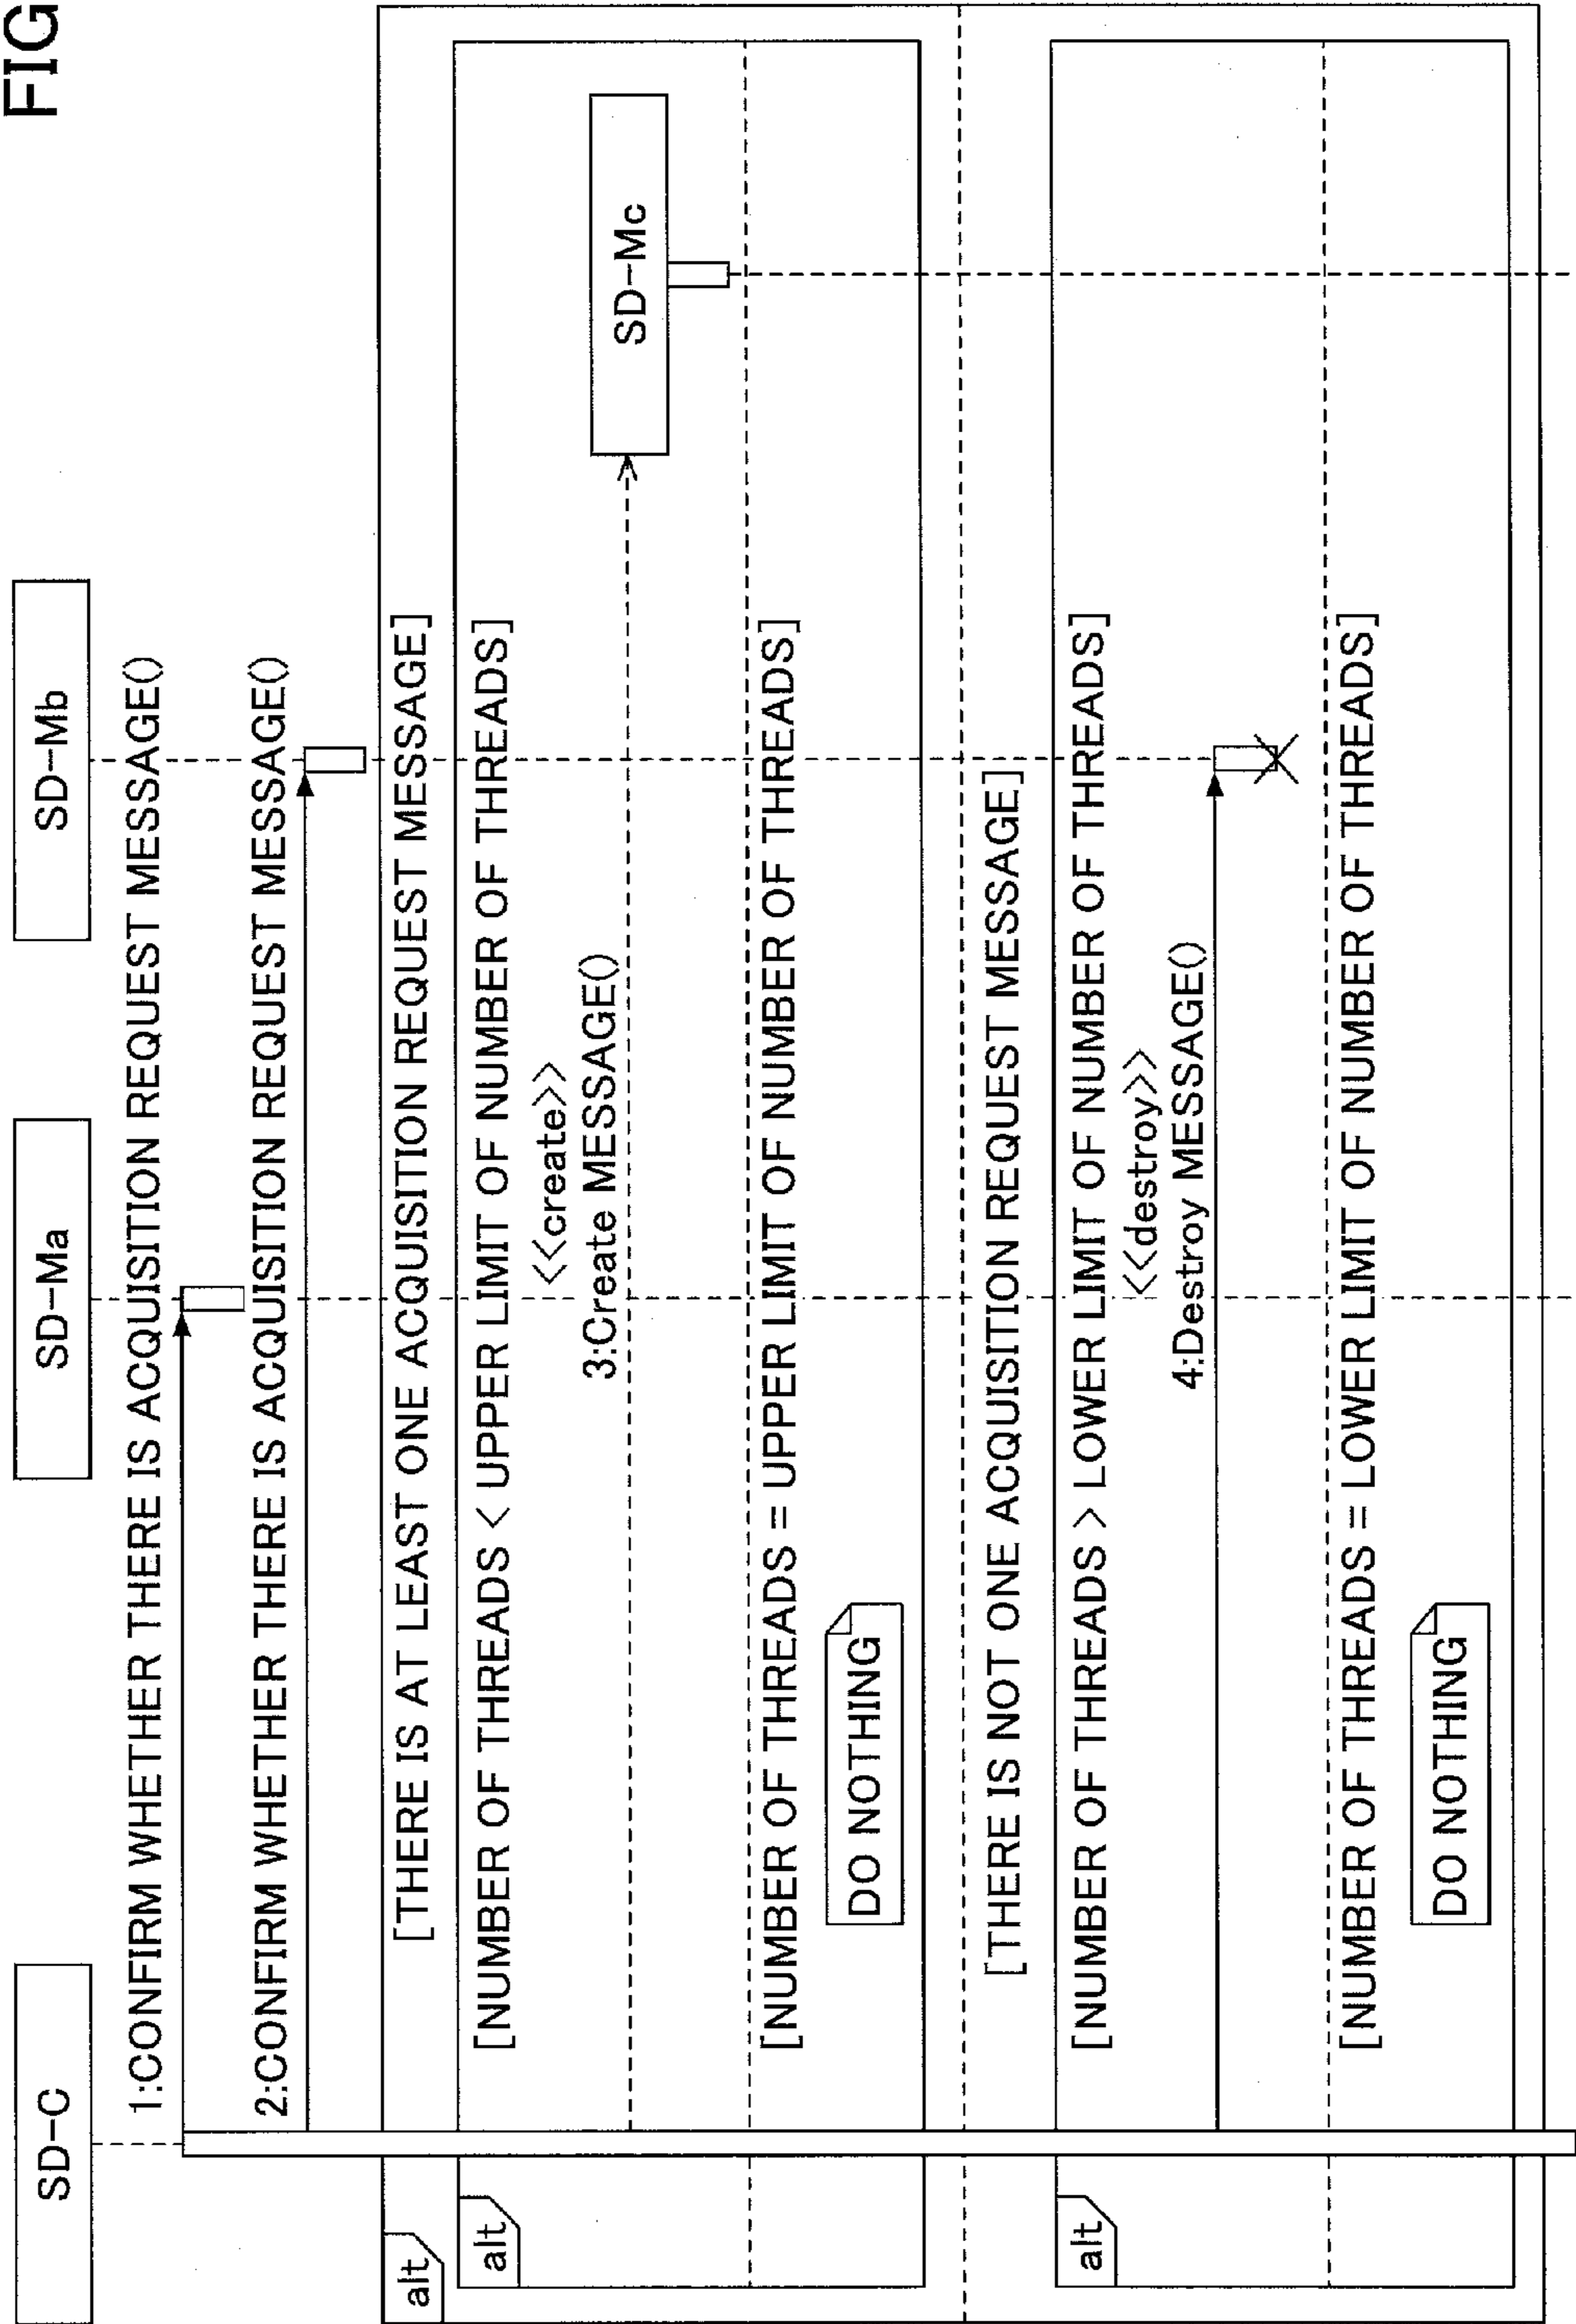 FIG
SD-C
SD-Ma
SD-Mb
1:CONFIRM WHETHER THERE IS ACQUISITION REQUEST MESSAGE()
2:CONFIRM WHETHER THERE IS ACQUISITION REQUEST MESSAGE()
alt
[THERE IS AT LEAST ONE ACQUISITION REQUEST MESSAGE]
alt
[NUMBER OF THREADS < UPPER LIMIT OF NUMBER OF THREADS]
<<create>>
3:Create MESSAGE()
SD-Mc
[NUMBER OF THREADS = UPPER LIMIT OF NUMBER OF THREADS]
DO NOTHING
[THERE IS NOT ONE ACQUISITION REQUEST MESSAGE]
alt
[NUMBER OF THREADS > LOWER LIMIT OF NUMBER OF THREADS]
<<destroy>>
4:Destroy MESSAGE()
[NUMBER OF THREADS = LOWER LIMIT OF NUMBER OF THREADS]
DO NOTHING